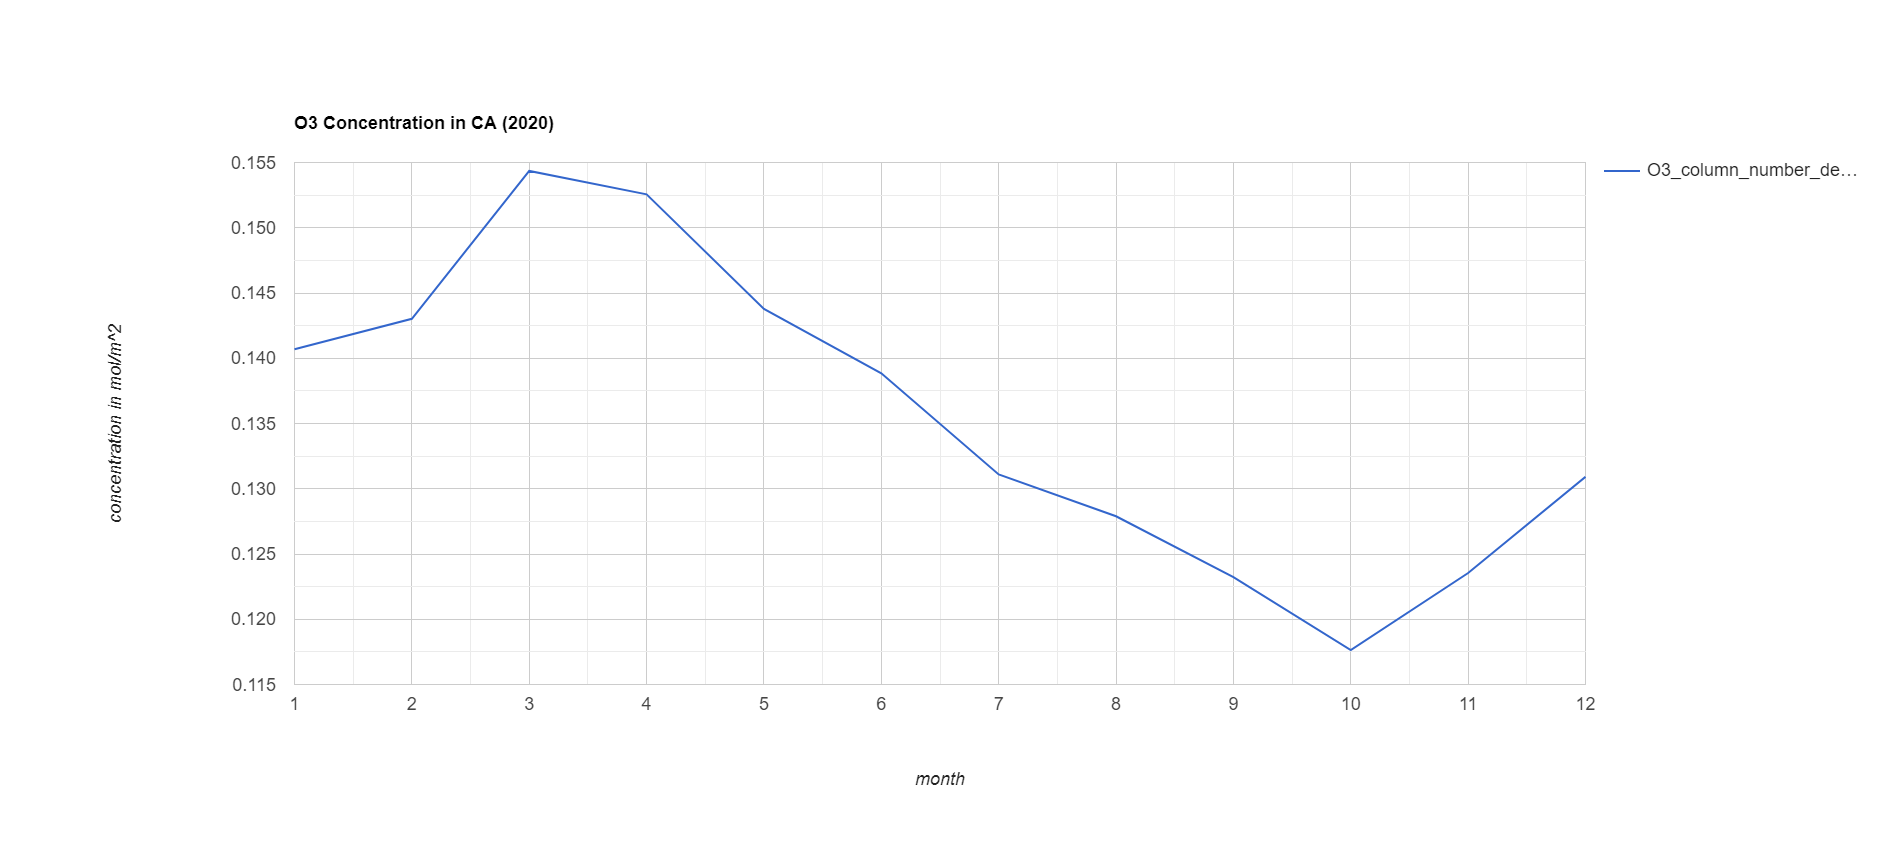 O3 Concentration in CA (2020)
0.155
0.150
0.145
0.140
0.135
0.130
0.125
0.120
0.115
concentration in mol/m^2
1 2 3 4 5 6 7 8 9 10 11 12
month
O3_column_number_de…